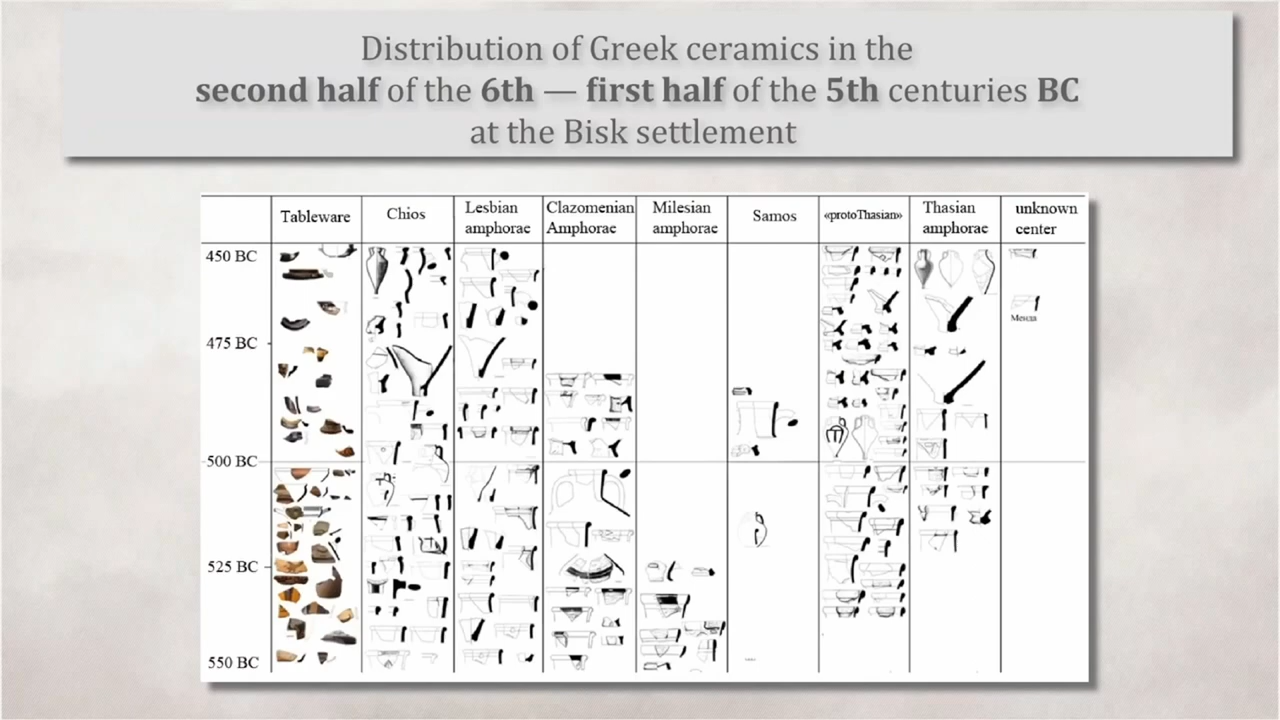 Distribution of Greek ceramics in the
second half of the 6th — first half of the 5th centuries BC
at the Bisk settlement
Tableware
Chios
Lesbian
amphorae
Clazomenian
Amphorae
Milesian
amphorae
Samos
«protoThasian»
Thasian
amphorae
unknown
center
450 BC
475 BC
500 BC
525 BC
550 BC